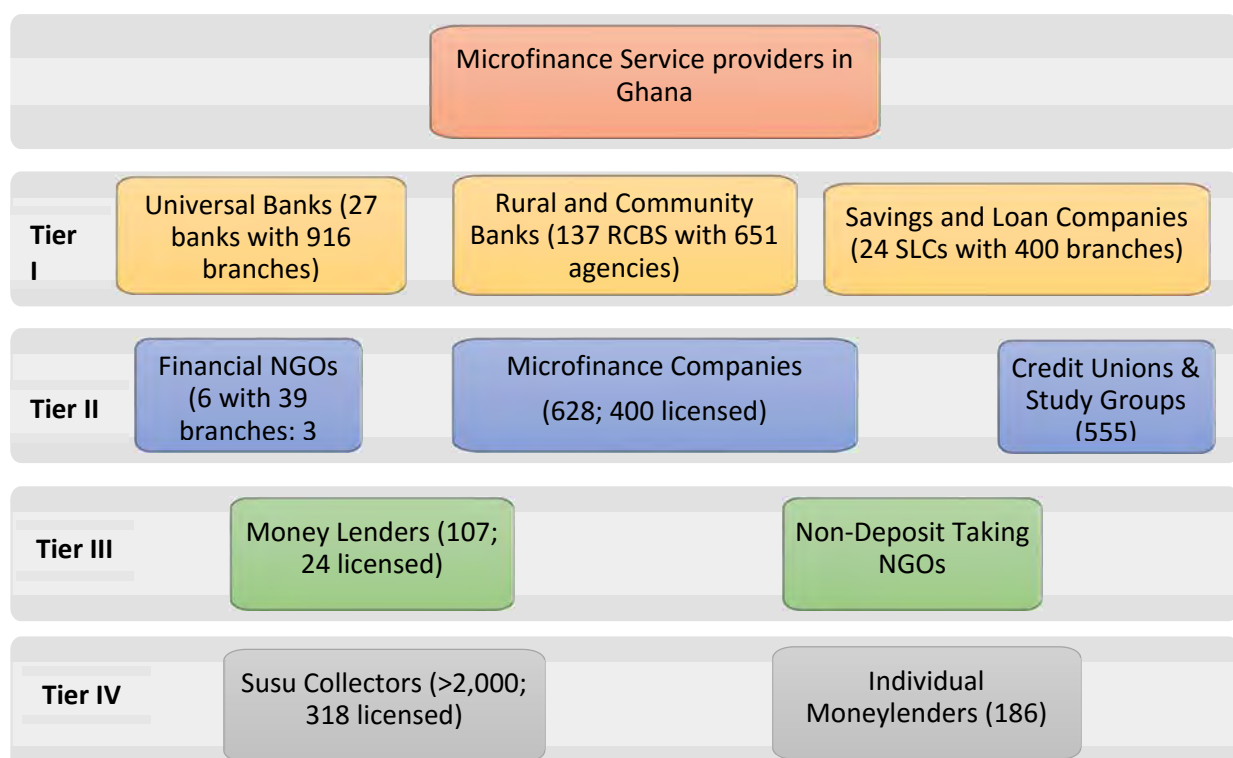 Microfinance Service providers in
Ghana
Tier
I
Universal Banks (27
banks with 916
branches)
Rural and Community
Banks (137 RCBS with 651
agencies)
Savings and Loan Companies
(24 SLCs with 400 branches)
Tier II
Financial NGOs
(6 with 39
branches: 3
Microfinance Companies
(628; 400 licensed)
Credit Unions &
Study Groups
(555)
Tier III
Money Lenders (107;
24 licensed)
Non-Deposit Taking
NGOs
Tier IV
Susu Collectors (>2,000;
318 licensed)
Individual
Moneylenders (186)